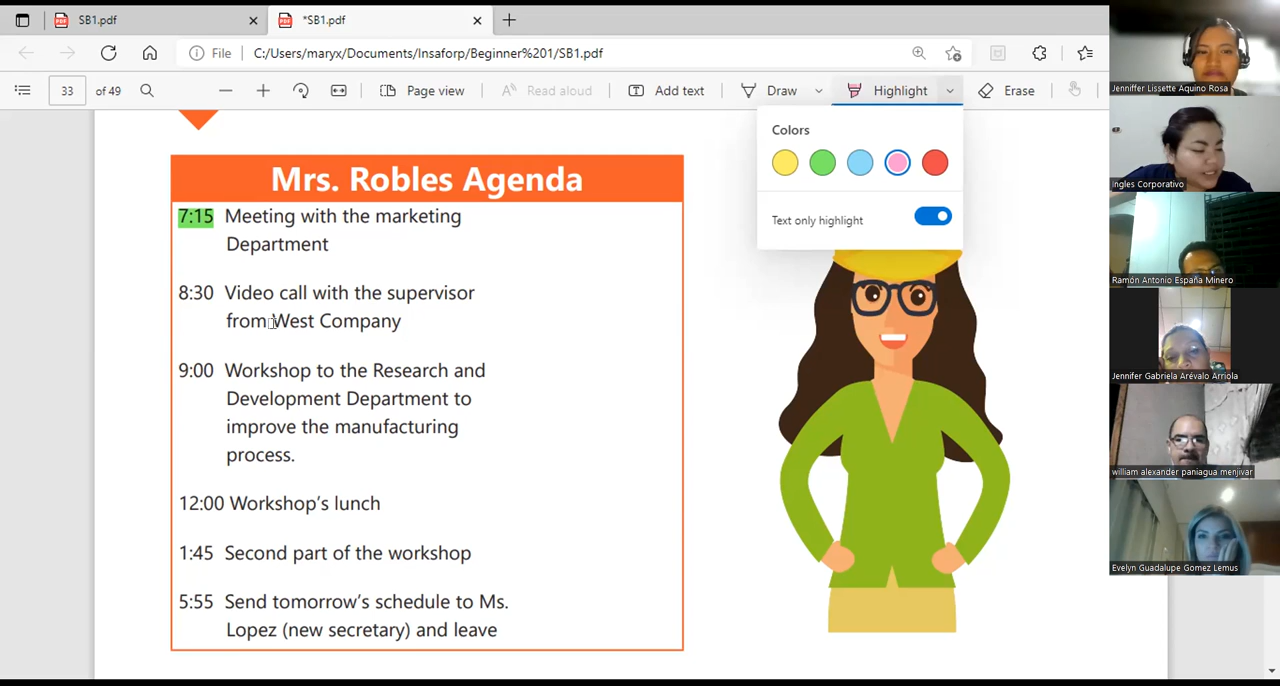 SB1.pdf
*SB1.pdf
File
C:/Users/maryx/Documents/Insaforp/Beginner%201/SB1.pdf
33 of 49
Page view
Read aloud
Add text
Draw
Highlight
Erase
Colors
Text only highlight
Mrs. Robles Agenda
7:15 Meeting with the marketing
Department
8:30 Video call with the supervisor
from West Company
9:00 Workshop to the Research and
Development Department to
improve the manufacturing
process.
12:00 Workshop's lunch
1:45 Second part of the workshop
5:55 Send tomorrow's schedule to Ms.
Lopez (new secretary) and leave
Jenniffer Lissette Aquino Rosa
Ingles Corporativo
Ramón Antonio España Minero
Jennifer Gabriela Arévalo Arriola
william alexander paniagua menjivar
Evelyn Guadalupe Gomez Lemus